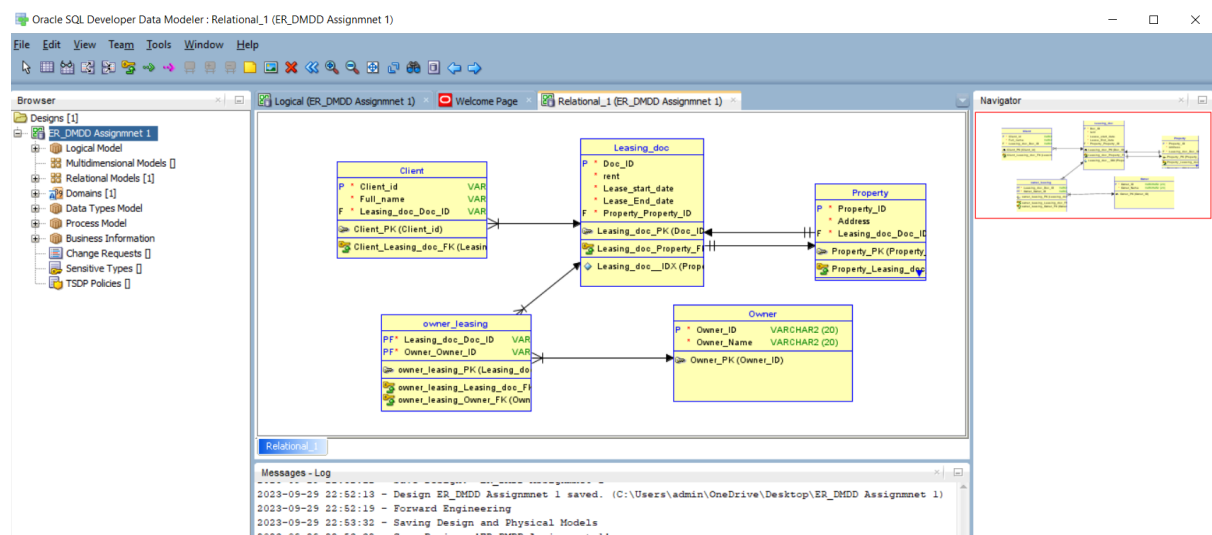 Oracle SQL Developer Data Modeler : Relational_1 (ER_DMDD Assignmnet 1)
File Edit View Team Tools Window Help
Browser
Designs [1]
ER_DMDD Assignmnet 1
Logical Model
Multidimensional Models []
Relational Models [1]
Domains [1]
Data Types Model
Process Model
Business Information
Change Requests []
Sensitive Types []
TSDP Policies []
Logical (ER_DMDD Assignmnet 1) Welcome Page Relational_1 (ER_DMDD Assignmnet 1)
Client
P * Client_id VAR
* Full_name VAR
F * Leasing_doc_Doc_ID VAR
Client_PK (Client_id)
Client_Leasing_doc_FK (Leasin
Leasing_doc
P * Doc_ID
* rent
* Lease_start_date
* Lease_End_date
F * Property_Property_ID
Leasing_doc_PK (Doc_ID
Leasing_doc_Property_F
Leasing_doc__IDX (Prop
Property
P * Property_ID
* Address
F * Leasing_doc_Doc_ID
Property_PK (Property_
Property_Leasing_doc
owner_leasing
PF* Leasing_doc_Doc_ID VAR
PF* Owner_Owner_ID VAR
owner_leasing_PK (Leasing_do
owner_leasing_Leasing_doc_F
owner_leasing_Owner_FK (Own
Owner
P * Owner_ID VARCHAR2 (20)
* Owner_Name VARCHAR2 (20)
Owner_PK (Owner_ID)
Relational_1
Navigator
Messages - Log
2023-09-29 22:52:13 - Design ER_DMDD Assignmnet 1 saved. (C:\Users\admin\OneDrive\Desktop\ER_DMDD Assignmnet 1)
2023-09-29 22:52:19 - Forward Engineering
2023-09-29 22:53:32 - Saving Design and Physical Models